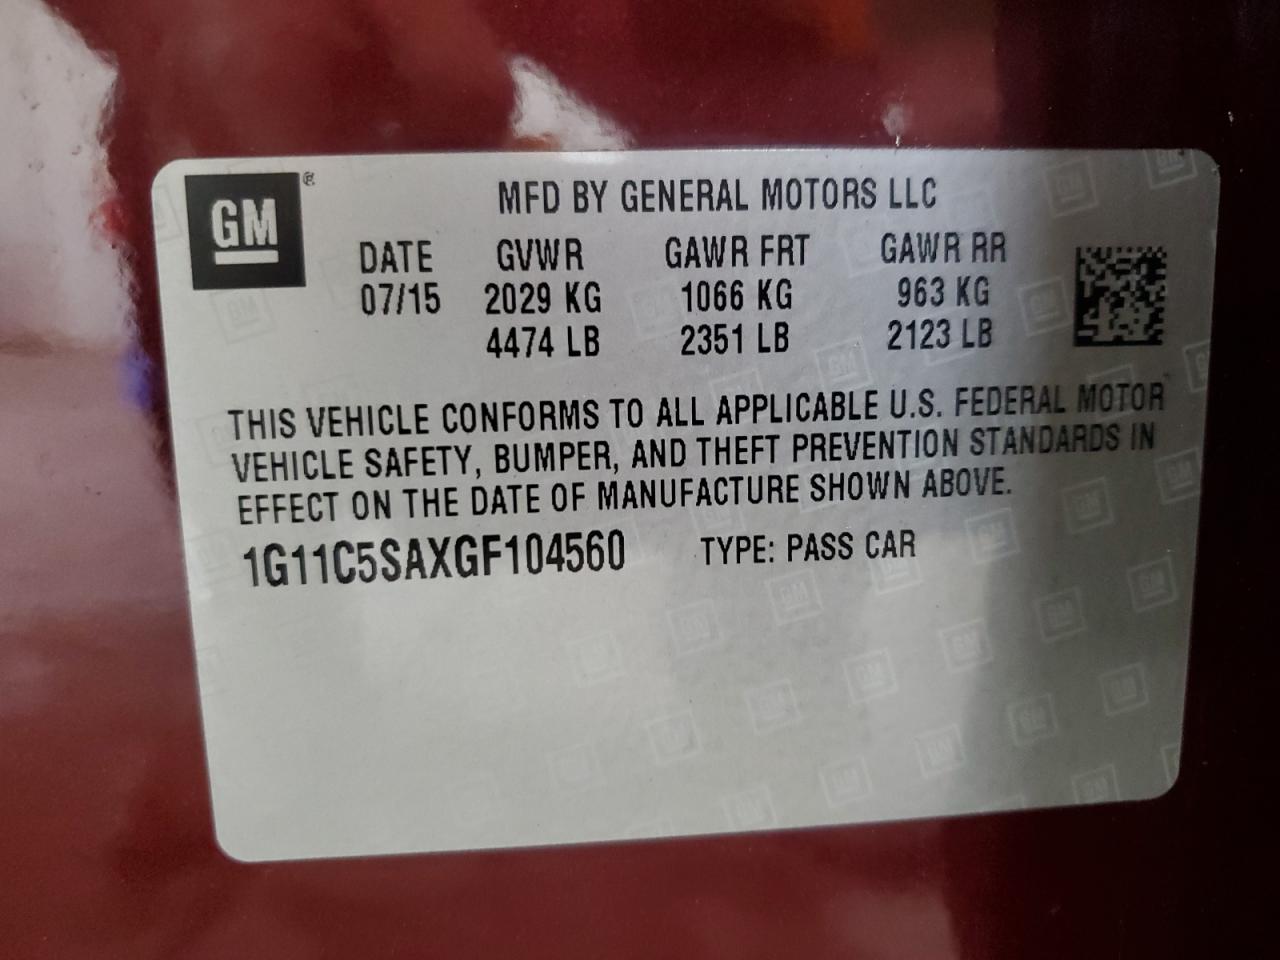 GM ®
MFD BY GENERAL MOTORS LLC
DATE GVWR GAWR FRT GAWR RR
07/15 2029 KG 1066 KG 963 KG
4474 LB 2351 LB 2123 LB
THIS VEHICLE CONFORMS TO ALL APPLICABLE U.S. FEDERAL MOTOR
VEHICLE SAFETY, BUMPER, AND THEFT PREVENTION STANDARDS IN
EFFECT ON THE DATE OF MANUFACTURE SHOWN ABOVE.
1G11C5SAXGF104560 TYPE: PASS CAR